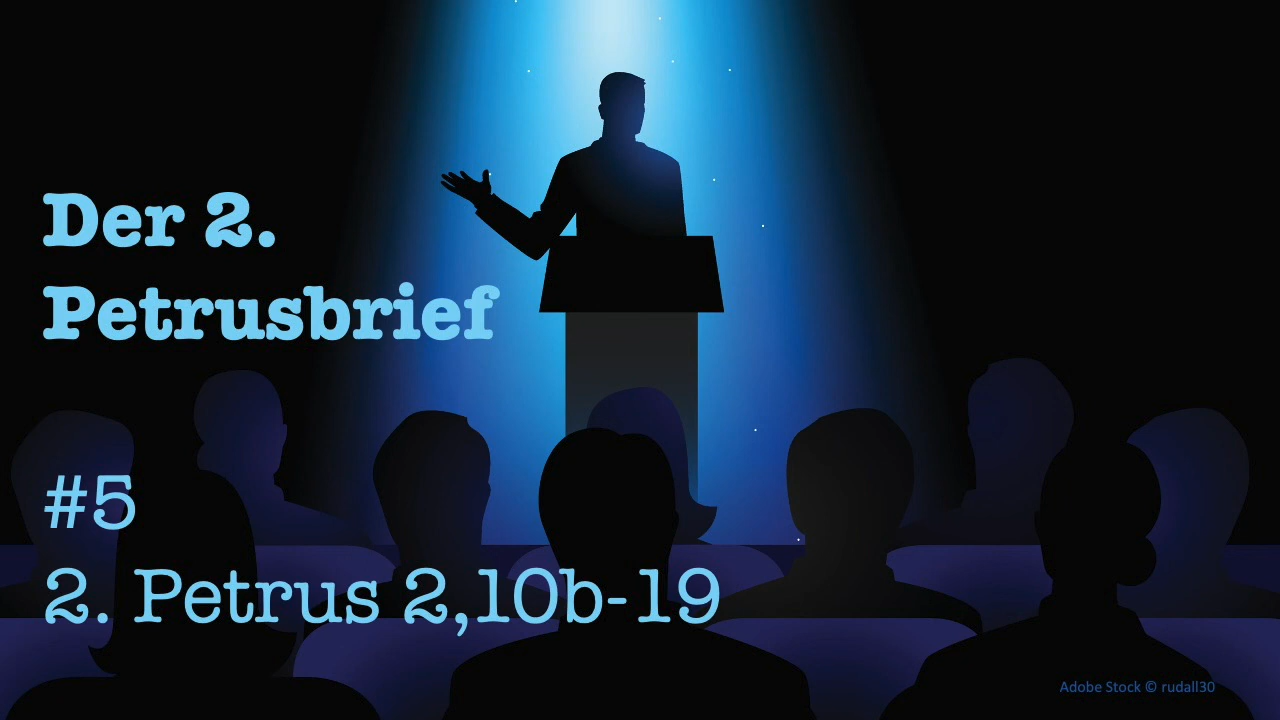 Der 2.
Petrusbrief
#5
2. Petrus 2,10b-19
Adobe Stock © rudall30